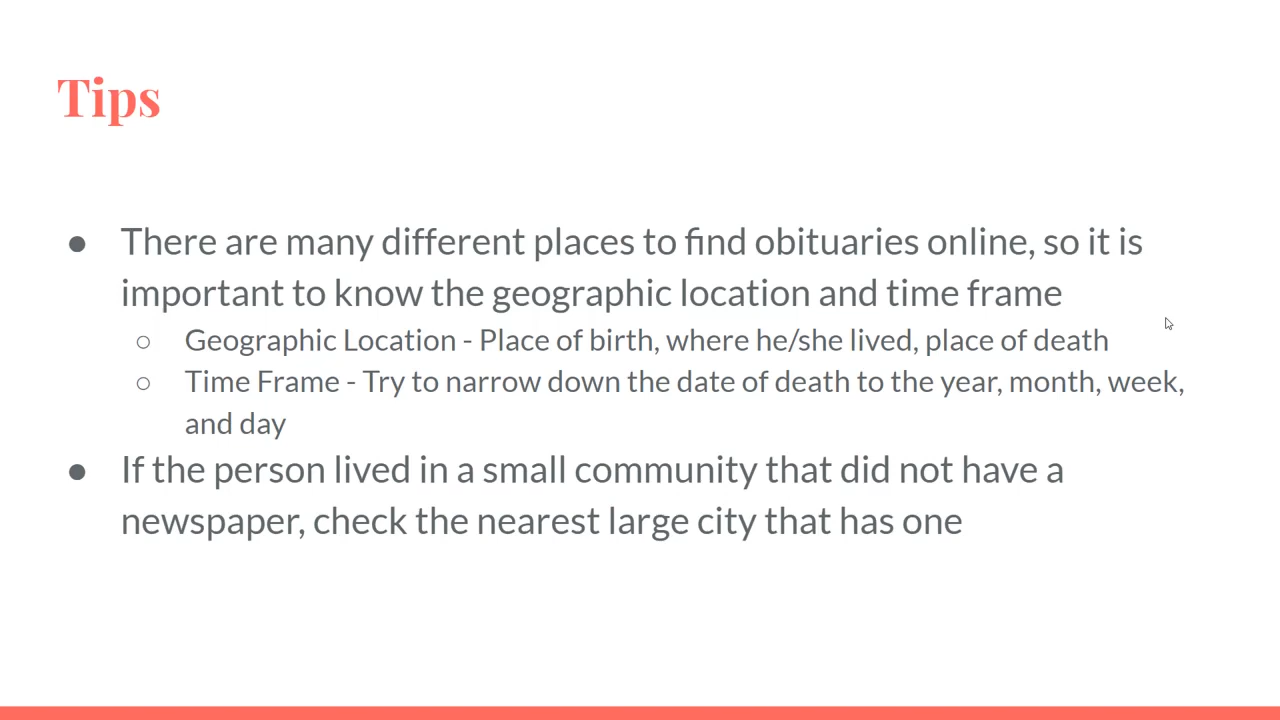 Tips
● There are many different places to find obituaries online, so it is
important to know the geographic location and time frame
○ Geographic Location - Place of birth, where he/she lived, place of death
○ Time Frame - Try to narrow down the date of death to the year, month, week,
and day
● If the person lived in a small community that did not have a
newspaper, check the nearest large city that has one